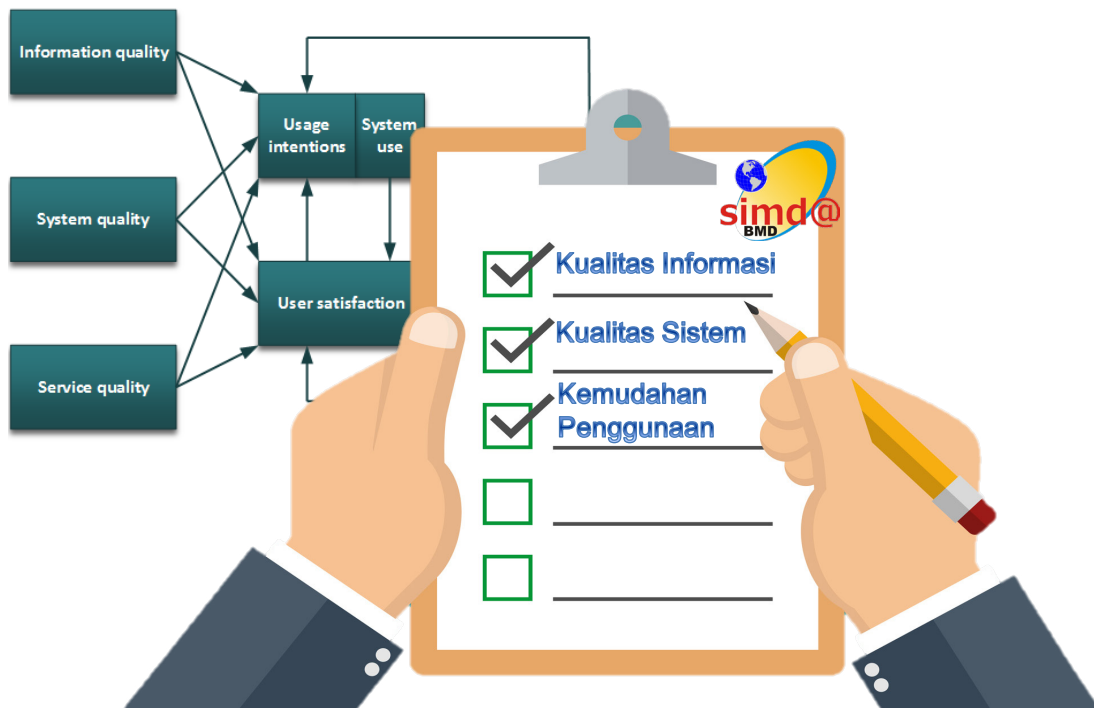 Information quality
Usage
intentions
System
use
System quality
User satisfaction
Service quality
simd@
BMD
Kualitas Informasi
Kualitas Sistem
Kemudahan
Penggunaan